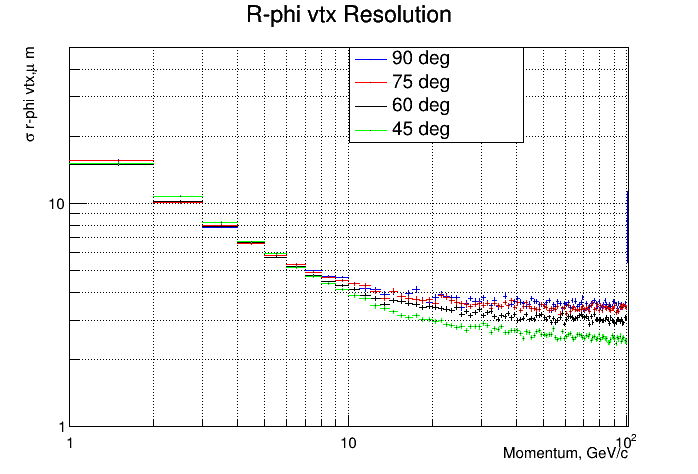 R-phi vtx Resolution
σ r-phi vtx,μ m
90 deg
75 deg
60 deg
45 deg
10
1
1
10
10²
Momentum, GeV/c